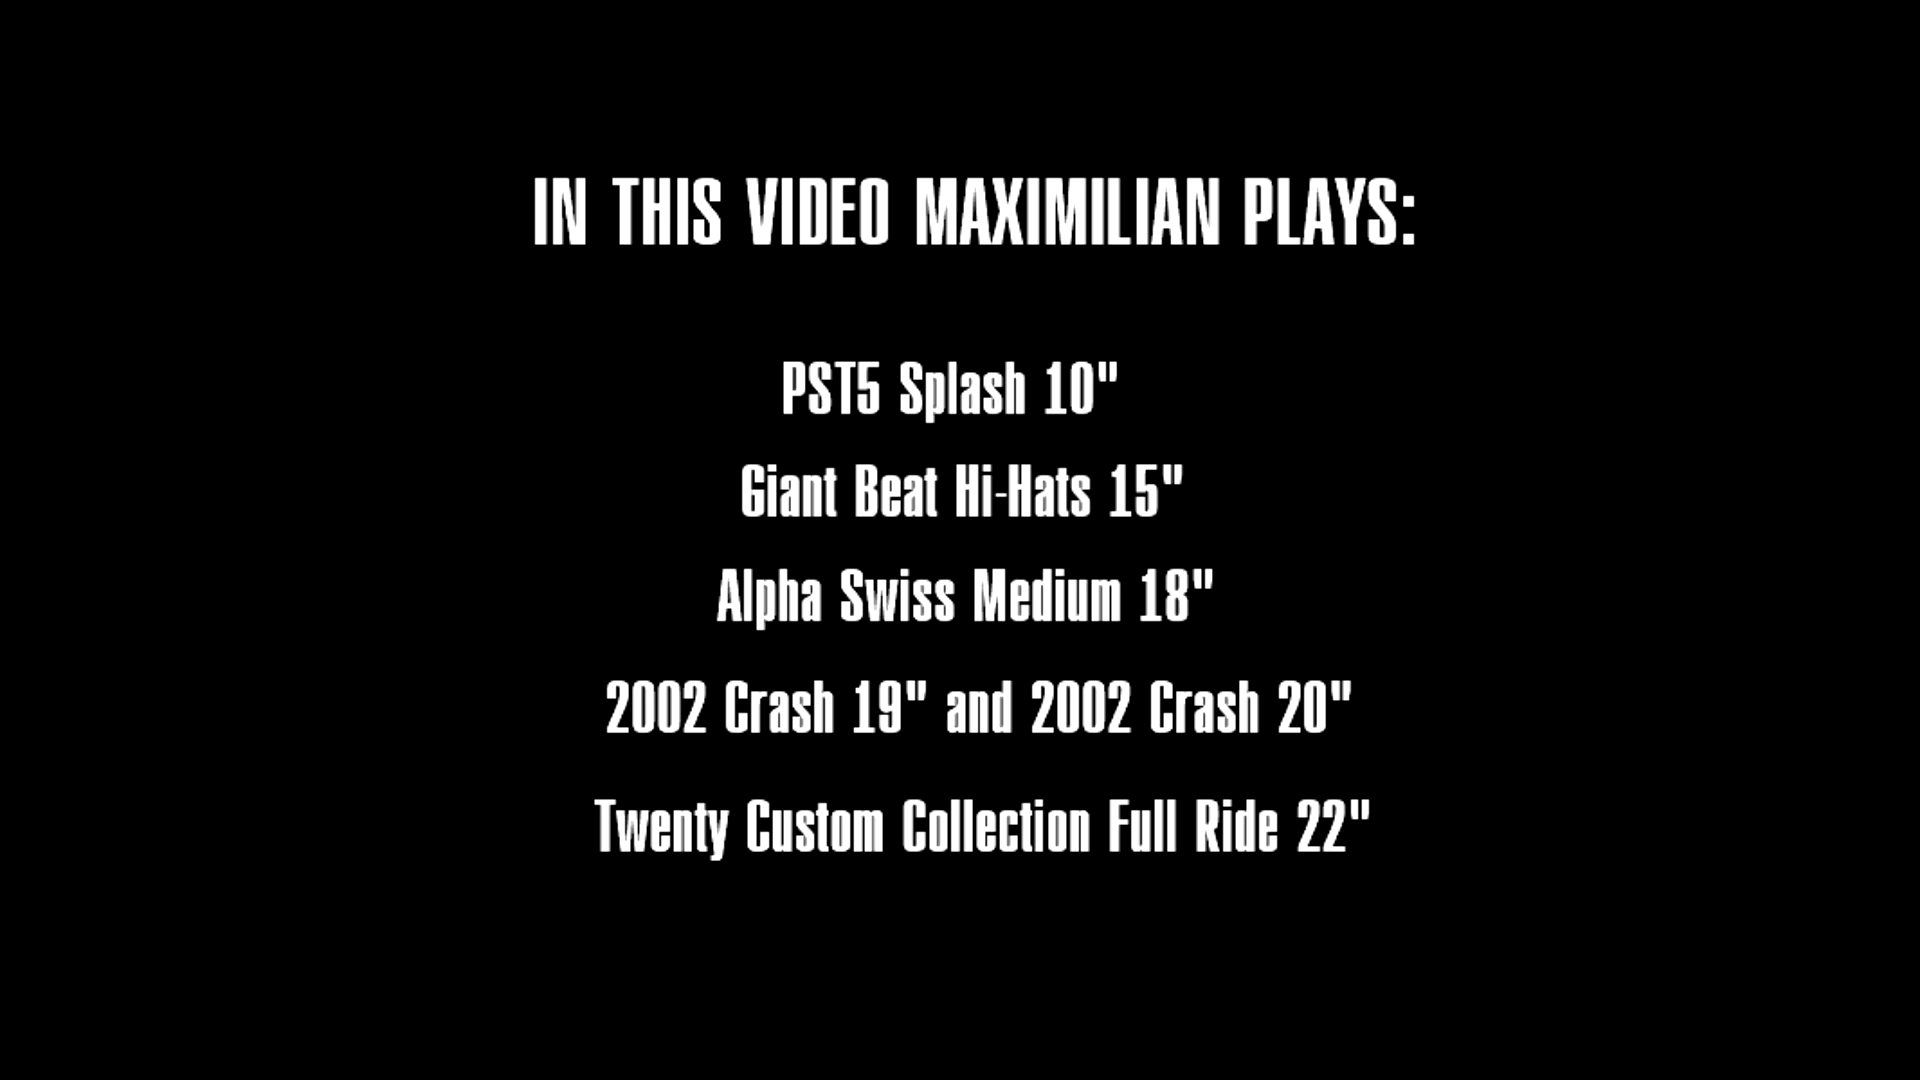 IN THIS VIDEO MAXIMILIAN PLAYS:
PST5 Splash 10"
Giant Beat Hi-Hats 15"
Alpha Swiss Medium 18"
2002 Crash 19" and 2002 Crash 20"
Twenty Custom Collection Full Ride 22"